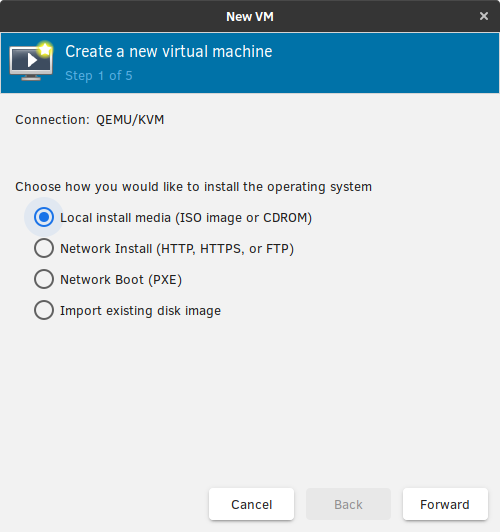 New VM
Create a new virtual machine
Step 1 of 5
Connection: QEMU/KVM
Choose how you would like to install the operating system
Local install media (ISO image or CDROM)
Network Install (HTTP, HTTPS, or FTP)
Network Boot (PXE)
Import existing disk image
Cancel Back Forward